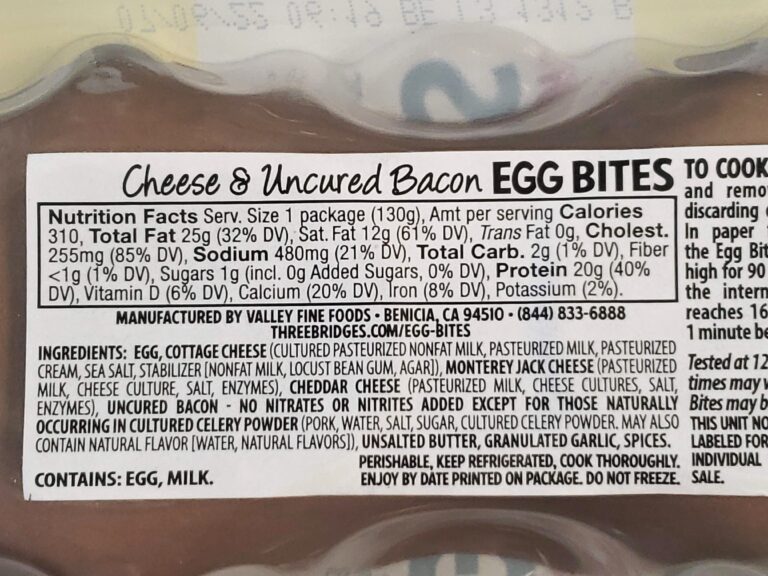 Cheese & Uncured Bacon EGG BITES
Nutrition Facts Serv. Size 1 package (130g), Amt per serving Calories
310, Total Fat 25g (32% DV), Sat. Fat 12g (61% DV), Trans Fat 0g, Cholest.
255mg (85% DV), Sodium 480mg (21% DV), Total Carb. 2g (1% DV), Fiber
<1g (1% DV), Sugars 1g (incl. 0g Added Sugars, 0% DV), Protein 20g (40%
DV), Vitamin D (6% DV), Calcium (20% DV), Iron (8% DV), Potassium (2%).
MANUFACTURED BY VALLEY FINE FOODS • BENICIA, CA 94510 • (844) 833-6888
THREEBRIDGES.COM/EGG-BITES
INGREDIENTS: EGG, COTTAGE CHEESE (CULTURED PASTEURIZED NONFAT MILK, PASTEURIZED MILK, PASTEURIZED
CREAM, SEA SALT, STABILIZER [NONFAT MILK, LOCUST BEAN GUM, AGAR]), MONTEREY JACK CHEESE (PASTEURIZED
MILK, CHEESE CULTURE, SALT, ENZYMES), CHEDDAR CHEESE (PASTEURIZED MILK, CHEESE CULTURES, SALT,
ENZYMES), UNCURED BACON - NO NITRATES OR NITRITES ADDED EXCEPT FOR THOSE NATURALLY
OCCURRING IN CULTURED CELERY POWDER (PORK, WATER, SALT, SUGAR, CULTURED CELERY POWDER. MAY ALSO
CONTAIN NATURAL FLAVOR [WATER, NATURAL FLAVORS]), UNSALTED BUTTER, GRANULATED GARLIC, SPICES.
PERISHABLE, KEEP REFRIGERATED, COOK THOROUGHLY.
CONTAINS: EGG, MILK.
ENJOY BY DATE PRINTED ON PACKAGE. DO NOT FREEZE.
TO COOK
and remo
discarding
In paper
the Egg Bit
high for 90
the intern
reaches 16
1 minute be
Tested at 12
times may
Bites may b
THIS UNIT NO
LABELED FOR
INDIVIDUAL
SALE.